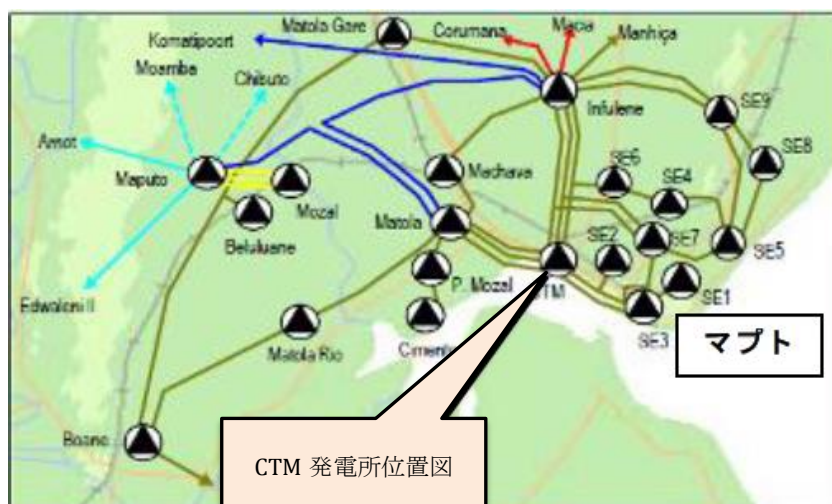 Matola Gare
Corumana
Macia
Manhiça
Komatipoort
Moamba
Chibuto
Infulene
SE9
Arnot
SE8
SE6
Maputo
Machava
SE4
Mozal
Matola
SE2
SE7
Beluluane
SE5
CTM
P. Mozal
SE1
Edwaleni II
SE3
Matola Rio
マプト
Boane
CTM 発電所位置図